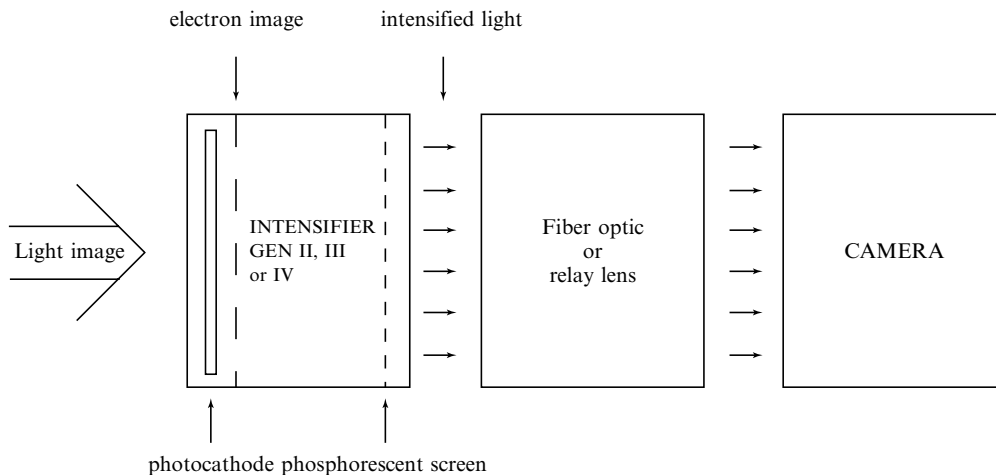 electron image
intensified light
Light image
INTENSIFIER
GEN II, III
or IV
Fiber optic
or
relay lens
CAMERA
photocathode
phosphorescent screen